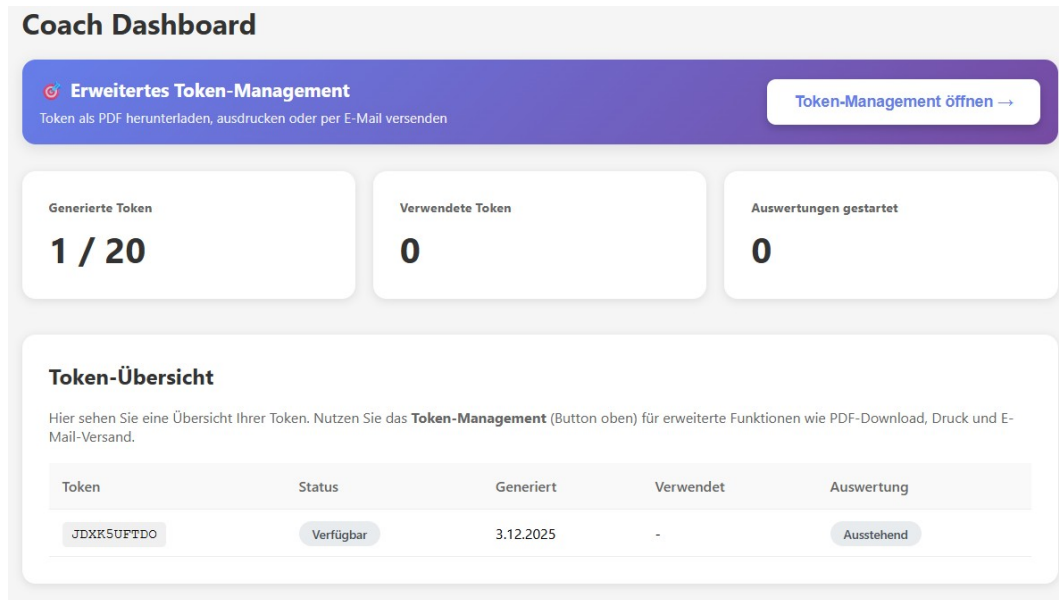 Coach Dashboard
🎯 Erweitertes Token-Management
Token als PDF herunterladen, ausdrucken oder per E-Mail versenden
Token-Management öffnen →
Generierte Token
1 / 20
Verwendete Token
0
Auswertungen gestartet
0
Token-Übersicht
Hier sehen Sie eine Übersicht Ihrer Token. Nutzen Sie das Token-Management (Button oben) für erweiterte Funktionen wie PDF-Download, Druck und E-
Mail-Versand.
Token Status Generiert Verwendet Auswertung
JDXK5UFTDO Verfügbar 3.12.2025 - Ausstehend